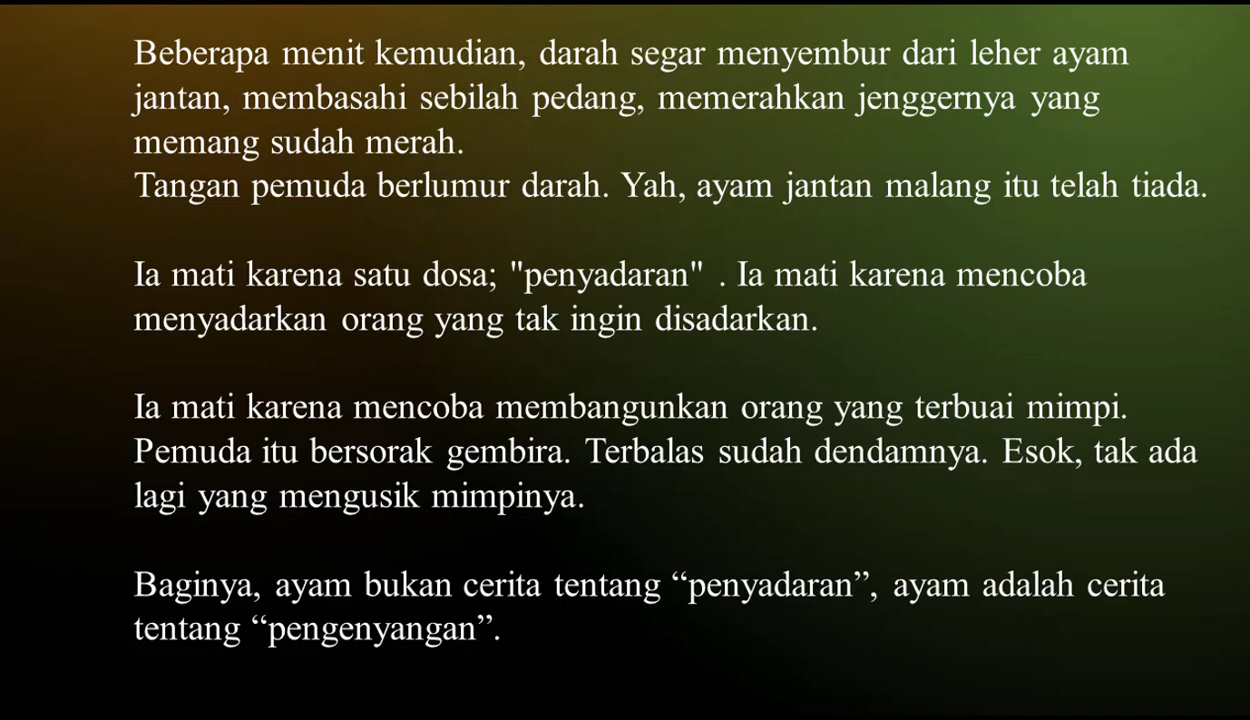 Beberapa menit kemudian, darah segar menyembur dari leher ayam
jantan, membasahi sebilah pedang, memerahkan jenggernya yang
memang sudah merah.
Tangan pemuda berlumur darah. Yah, ayam jantan malang itu telah tiada.
Ia mati karena satu dosa; "penyadaran" . Ia mati karena mencoba
menyadarkan orang yang tak ingin disadarkan.
Ia mati karena mencoba membangunkan orang yang terbuai mimpi.
Pemuda itu bersorak gembira. Terbalas sudah dendamnya. Esok, tak ada
lagi yang mengusik mimpinya.
Baginya, ayam bukan cerita tentang “penyadaran”, ayam adalah cerita
tentang “pengenyangan”.